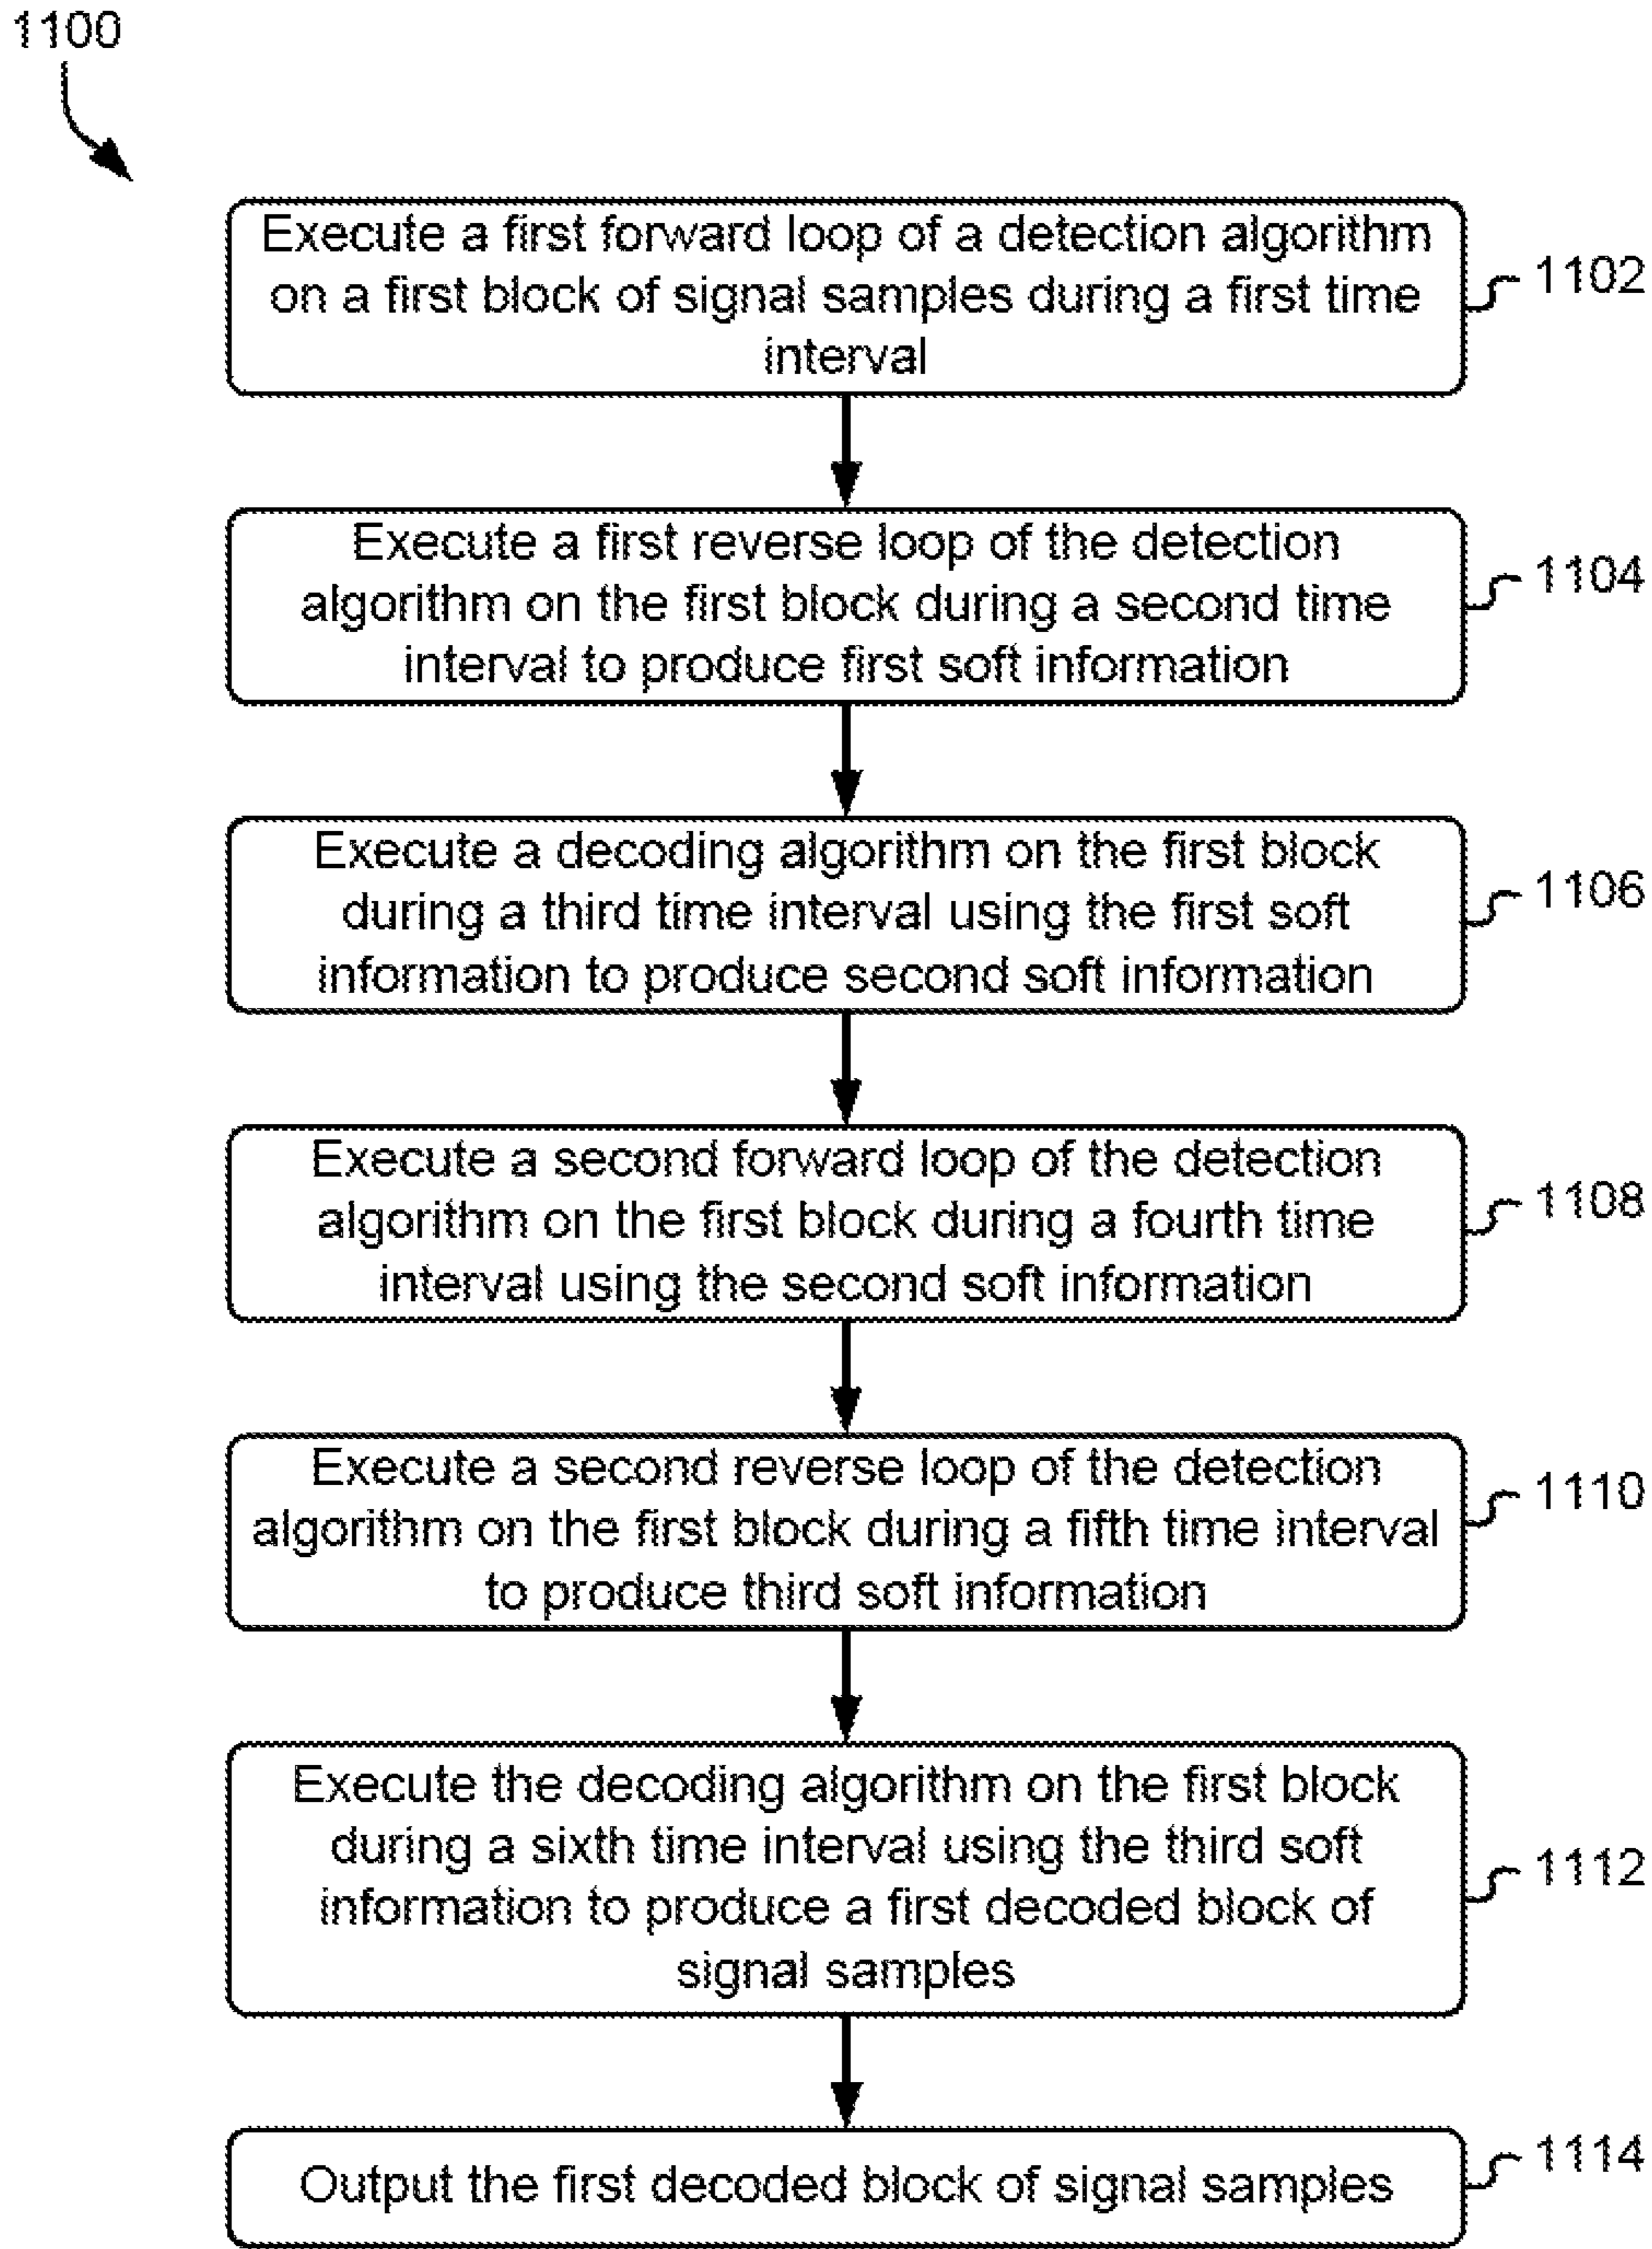 1100
Execute a first forward loop of a detection algorithm
on a first block of signal samples during a first time
interval
1102
Execute a first reverse loop of the detection
algorithm on the first block during a second time
interval to produce first soft information
1104
Execute a decoding algorithm on the first block
during a third time interval using the first soft
information to produce second soft information
1106
Execute a second forward loop of the detection
algorithm on the first block during a fourth time
interval using the second soft information
1108
Execute a second reverse loop of the detection
algorithm on the first block during a fifth time interval
to produce third soft information
1110
Execute the decoding algorithm on the first block
during a sixth time interval using the third soft
information to produce a first decoded block of
signal samples
1112
Output the first decoded block of signal samples
1114